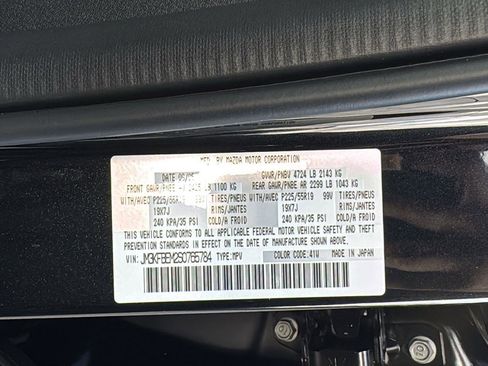 MFD. BY MAZDA MOTOR CORPORATION
DATE GVWR/PNBV 4724 LB 2143 KG
FRONT GAWR/PNBE LB 1100 KG REAR GAWR/PNBE AR 2299 LB 1043 KG
WITH/AVEC P225/55R19 TIRES/PNEUS WITH/AVEC P225/55R19 99V TIRES/PNEUS
19X7J RIMS/JANTES 19X7J RIMS/JANTES
240 KPA/35 PSI COLD/A FROID 240 KPA/35 PSI COLD/A FROID
THIS VEHICLE CONFORMS TO ALL APPLICABLE FEDERAL MOTOR VEHICLE SAFETY AND THEFT
PREVENTION STANDARDS IN EFFECT ON THE DATE OF MANUFACTURE SHOWN ABOVE.
VIN: TYPE:MPV COLOR CODE:41W MADE IN JAPAN